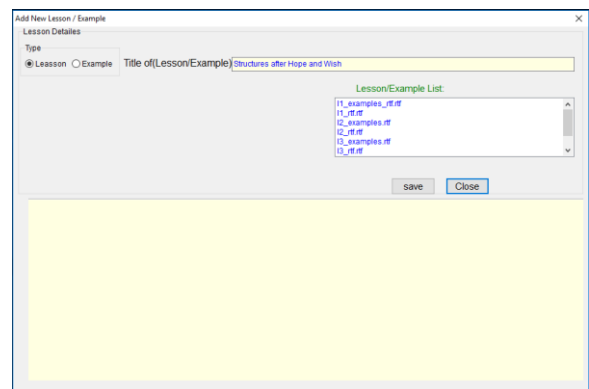 Add New Lesson / Example
Lesson Detailes
Type
Leasson Example Title of(Lesson/Example) Structures after Hope and Wish
Lesson/Example List:
l1_examples_rtf.rtf
l1_rtf.rtf
l2_examples.rtf
l2_rtf.rtf
l3_examples.rtf
l3_rtf.rtf
save Close